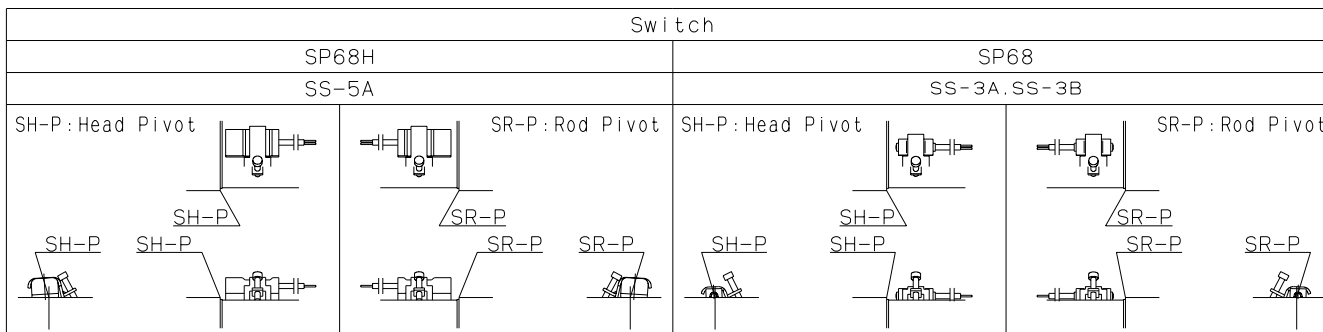 Switch
SP68H SP68
SS-5A SS-3A.SS-3B
SH-P:Head Pivot SR-P:Rod Pivot SH-P:Head Pivot SR-P:Rod Pivot
SH-P SR-P SH-P SR-P
SH-P SH-P SR-P SR-P SH-P SH-P SR-P SR-P